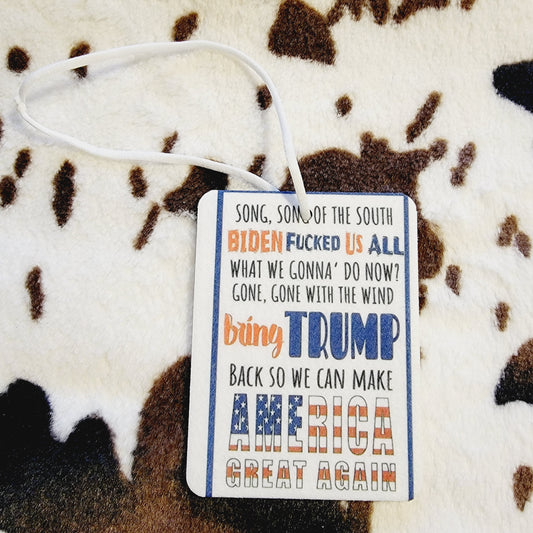 SONG, SONG OF THE SOUTH
BIDEN FUCKED US ALL
WHAT WE GONNA' DO NOW?
GONE, GONE WITH THE WIND
bring TRUMP
BACK SO WE CAN MAKE
AMERICA
GREAT AGAIN